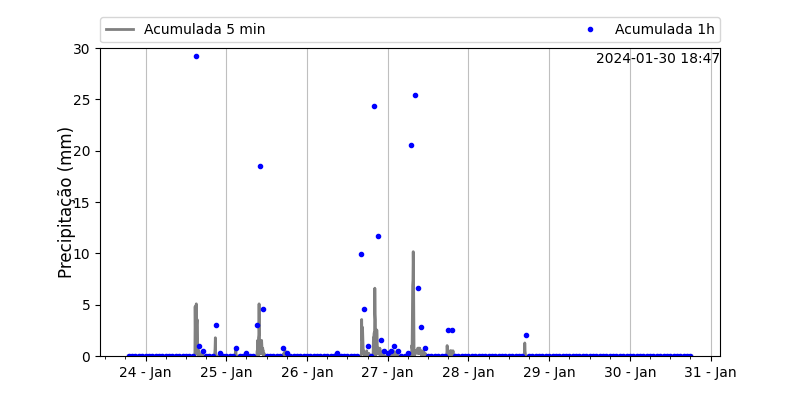 Acumulada 5 min
Acumulada 1h
2024-01-30 18:47
Precipitação (mm)
30
25
20
15
10
5
0
24 - Jan 25 - Jan 26 - Jan 27 - Jan 28 - Jan 29 - Jan 30 - Jan 31 - Jan